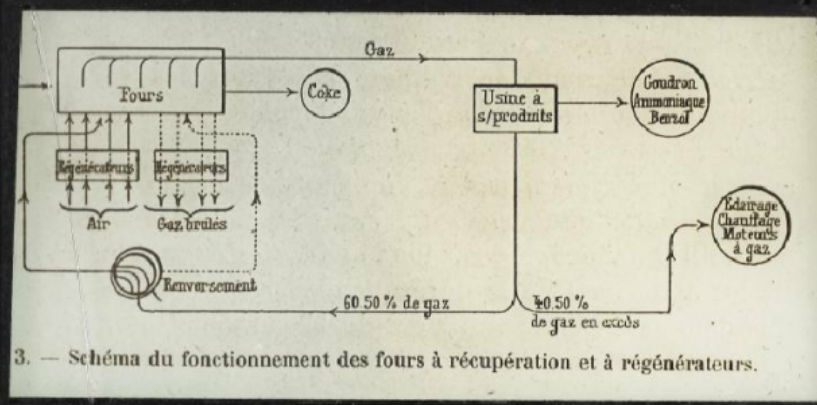 Gaz
Fours
Coke
Usine à
s/produits
Goudron
Ammoniaque
Benzol
Régénérateurs
Régénérateurs
Air
Gaz brulés
Eclairage
Chauffage
Moteurs
à gaz
Renversement
60.50 % de gaz
40.50 %
de gaz en excès
3. — Schéma du fonctionnement des fours à récupération et à régénérateurs.